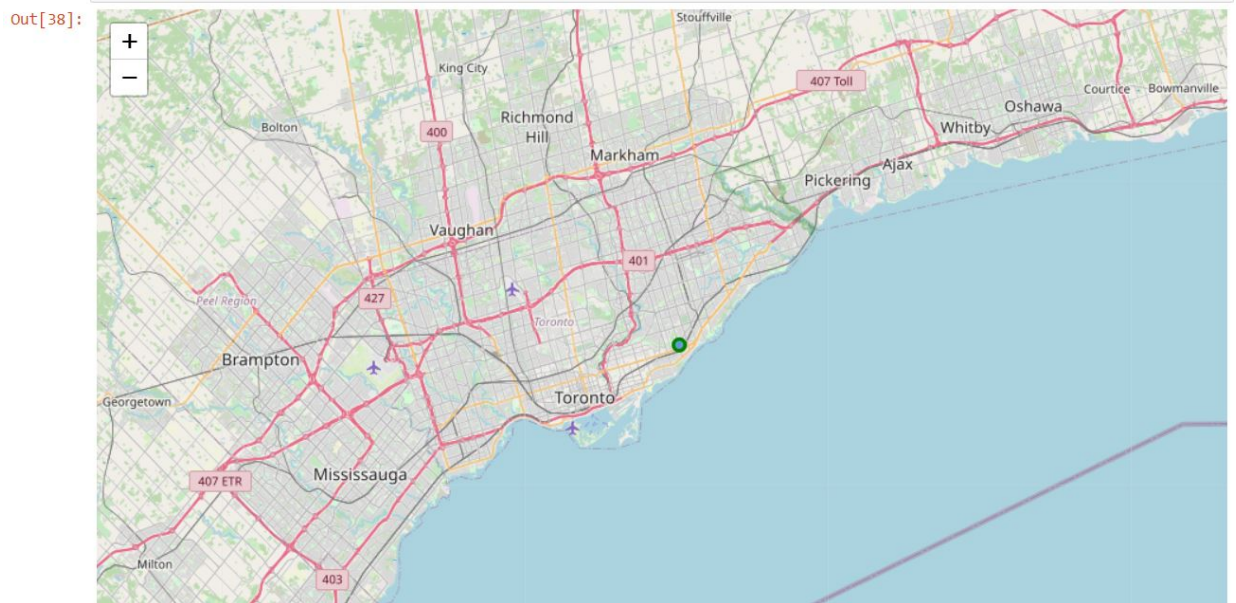 Out[38]:
+
−
Stouffville
King City
407 Toll
Courtice
Bowmanville
Oshawa
Richmond
Hill
Bolton
400
Whitby
Markham
Ajax
Pickering
Vaughan
401
427
Peel Region
Toronto
Brampton
Georgetown
Toronto
Mississauga
407 ETR
Milton
403